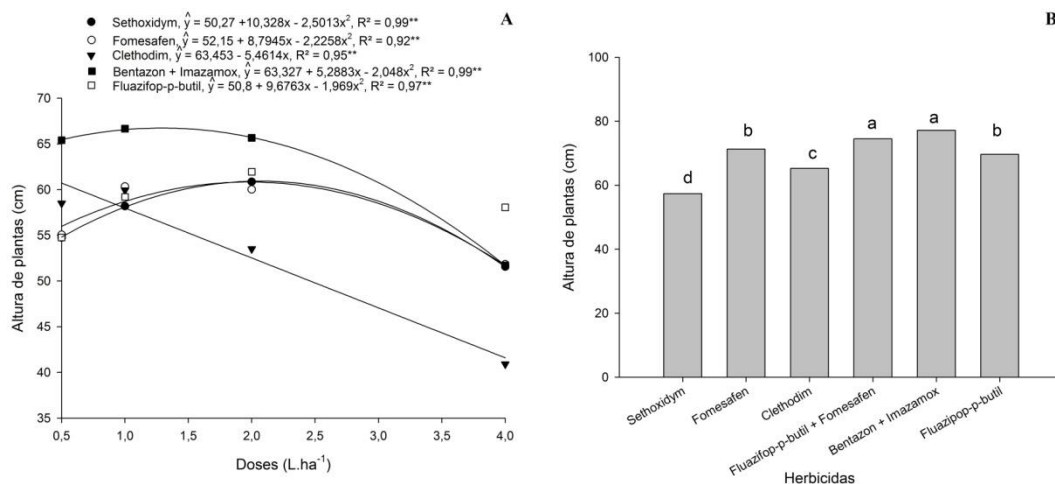 A
● Sethoxidym, ŷ = 50,27 +10,328x - 2,5013x², R² = 0,99**
○ Fomesafen, ŷ = 52,15 + 8,7945x - 2,2258x², R² = 0,92**
▼ Clethodim, ŷ = 63,453 - 5,4614x, R² = 0,95**
■ Bentazon + Imazamox, ŷ = 63,327 + 5,2883x - 2,048x², R² = 0,99**
□ Fluazifop-p-butil, ŷ = 50,8 + 9,6763x - 1,969x², R² = 0,97**
Altura de plantas (cm)
70
65
60
55
50
45
40
35
0,5 1,0 1,5 2,0 2,5 3,0 3,5 4,0
Doses (L.ha⁻¹)
B
Altura de plantas (cm)
100
80
60
40
20
0
d b c a a b
Sethoxidym
Fomesafen
Clethodim
Fluazifop-p-butil + Fomesafen
Bentazon + Imazamox
Fluazipop-p-butil
Herbicidas